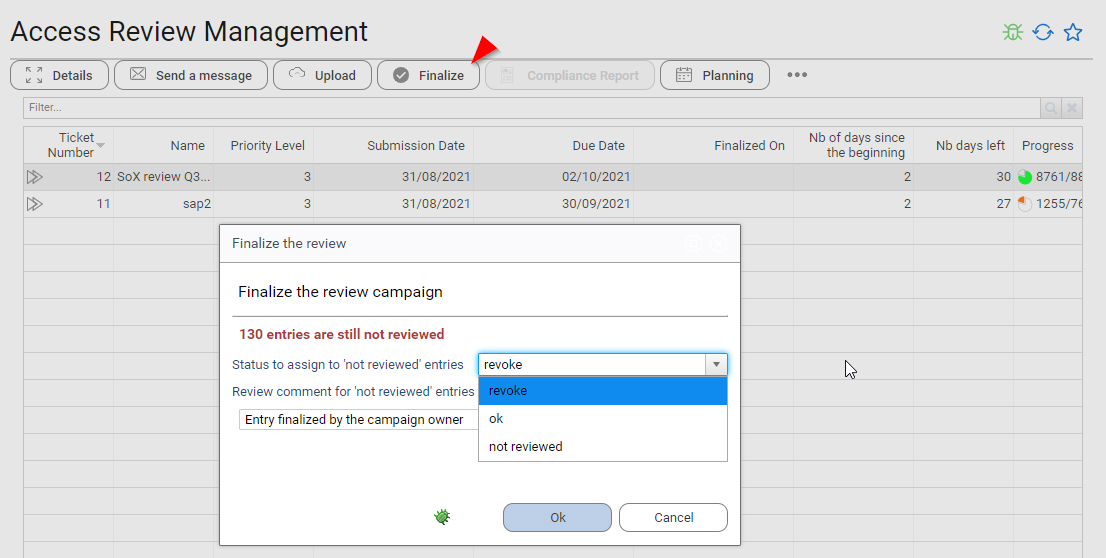 Access Review Management
Details Send a message Upload Finalize Compliance Report Planning •••
Filter...
Ticket Number Name Priority Level Submission Date Due Date Finalized On Nb of days since the beginning Nb days left Progress
12 SoX review Q3... 3 31/08/2021 02/10/2021 2 30 8761/88
11 sap2 3 31/08/2021 30/09/2021 2 27 1255/76
Finalize the review
Finalize the review campaign
130 entries are still not reviewed
Status to assign to 'not reviewed' entries revoke
revoke
Review comment for 'not reviewed' entries
ok
Entry finalized by the campaign owner
not reviewed
Ok Cancel